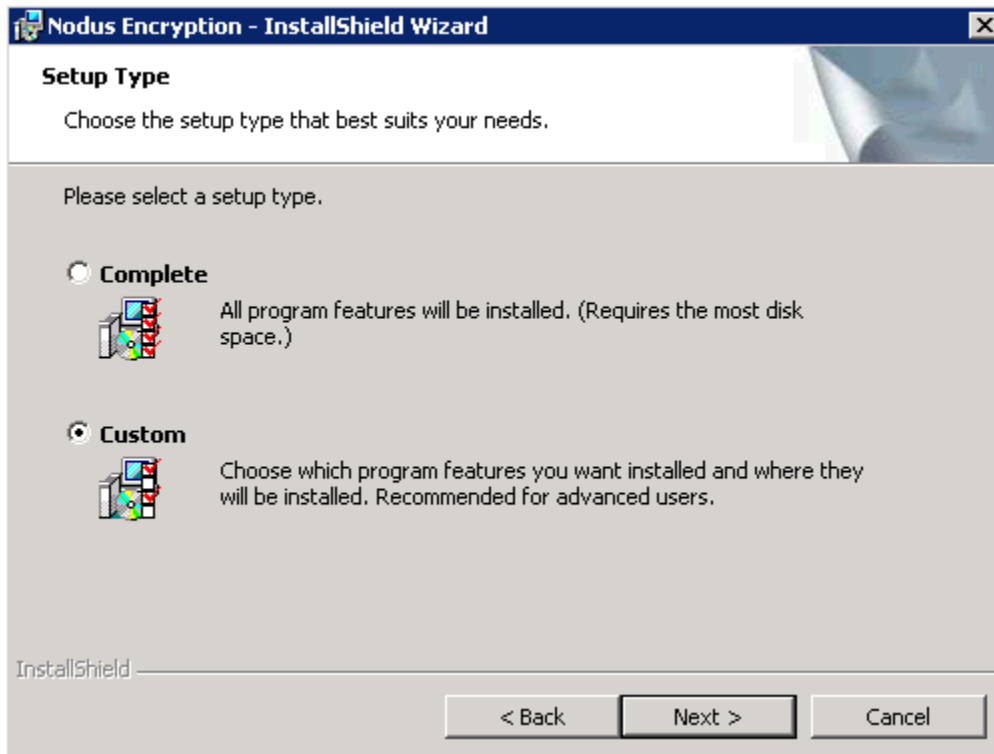 Nodus Encryption - InstallShield Wizard
Setup Type
Choose the setup type that best suits your needs.
Please select a setup type.
Complete
All program features will be installed. (Requires the most disk
space.)
Custom
Choose which program features you want installed and where they
will be installed. Recommended for advanced users.
InstallShield
< Back
Next >
Cancel